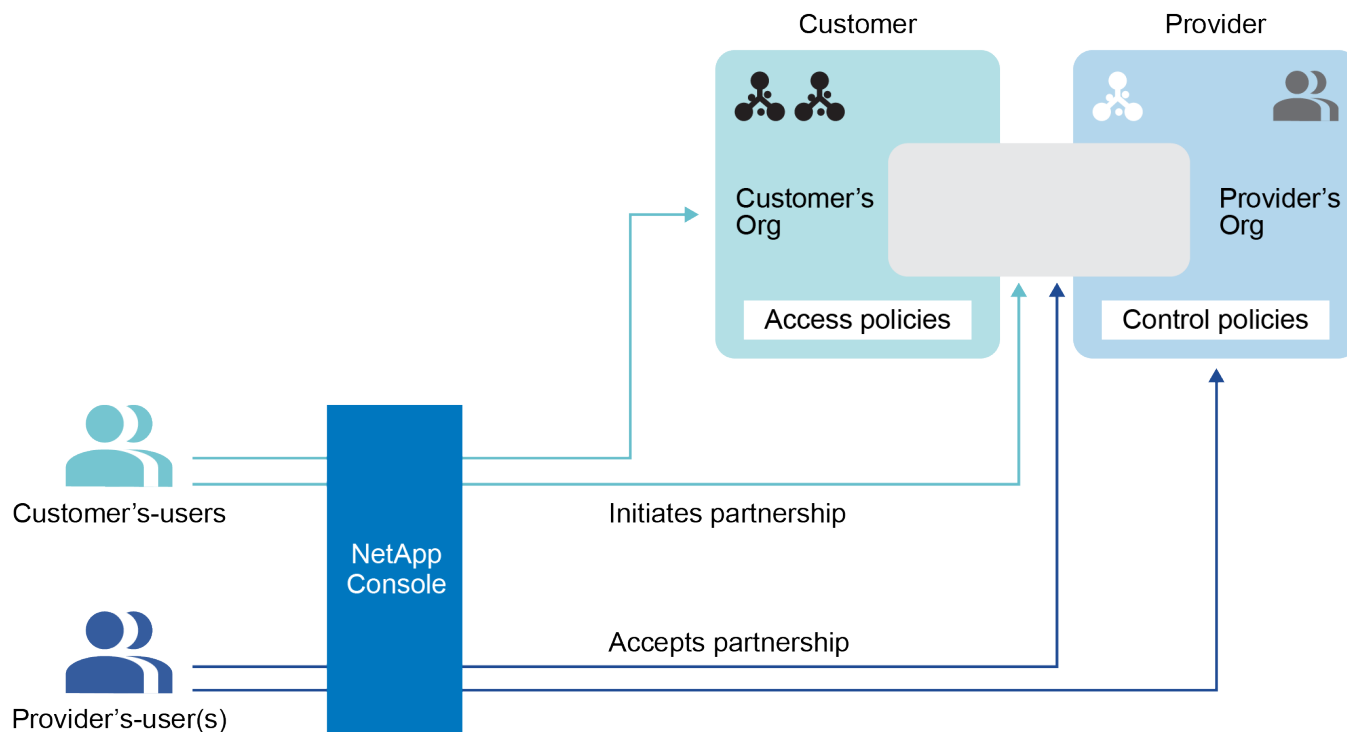 Customer
Provider
Customer’s
Org
Provider’s
Org
Access policies
Control policies
Customer’s-users
Initiates partnership
NetApp
Console
Accepts partnership
Provider’s-user(s)